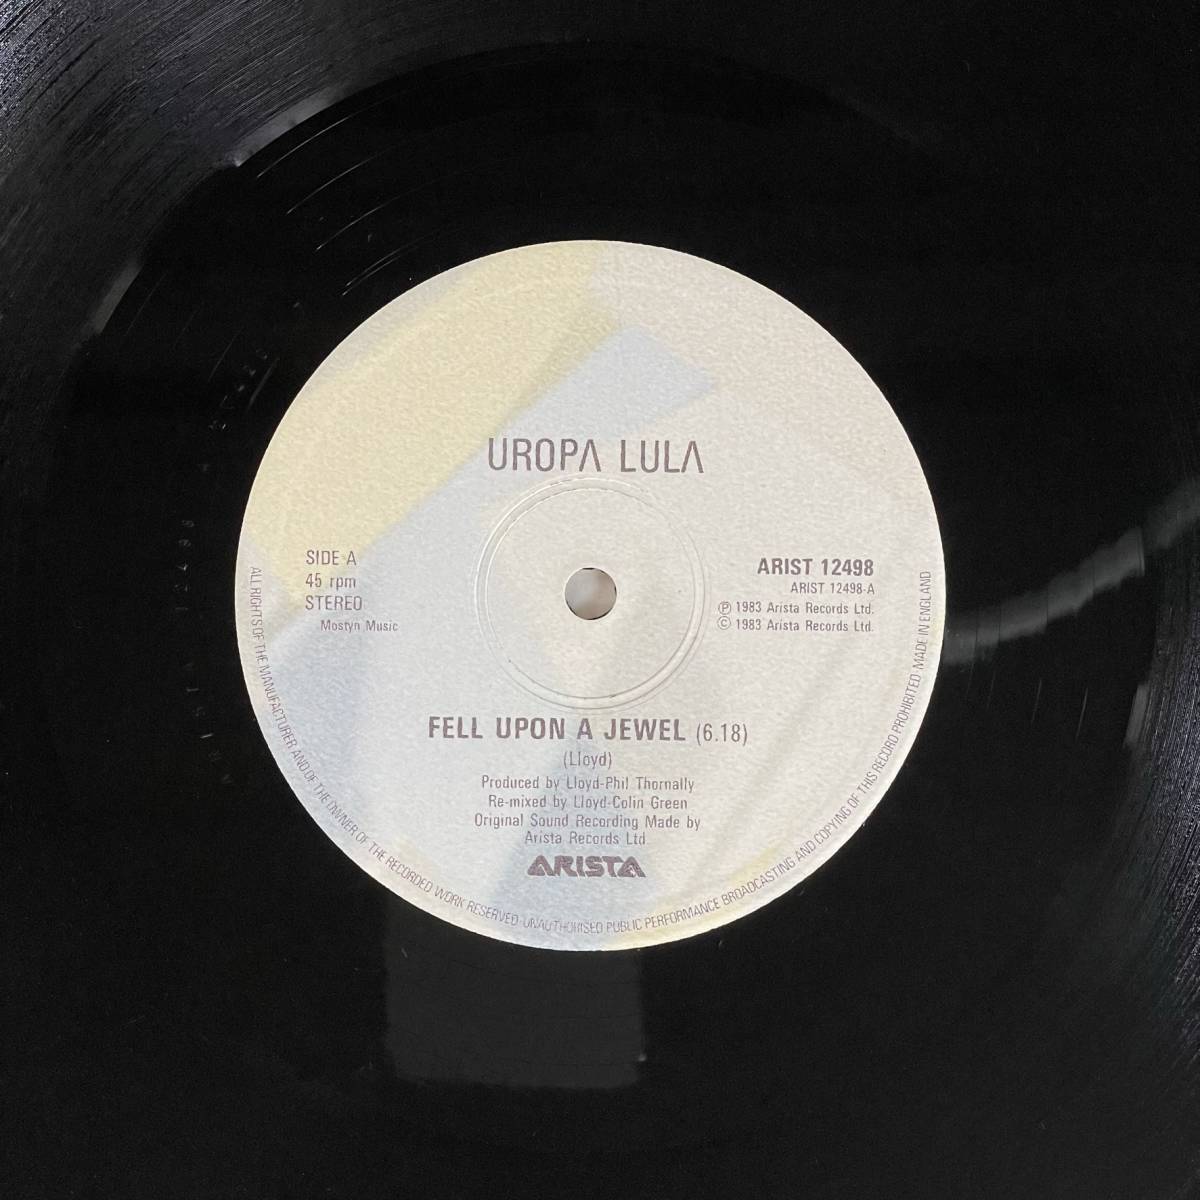 UROPA LULA
SIDE A
45 rpm
STEREO
Mostyn Music
ARIST 12498
ARIST 12498-A
℗ 1983 Arista Records Ltd.
© 1983 Arista Records Ltd.
FELL UPON A JEWEL (6.18)
(Lloyd)
Produced by Lloyd-Phil Thornally
Re-mixed by Lloyd-Colin Green
Original Sound Recording Made by
Arista Records Ltd
ARISTA
ALL RIGHTS OF THE MANUFACTURER AND OF THE OWNER OF THE RECORDED WORK RESERVED·UNAUTHORISED PUBLIC PERFORMANCE BROADCASTING AND COPYING OF THIS RECORD PROHIBITED MADE IN ENGLAND